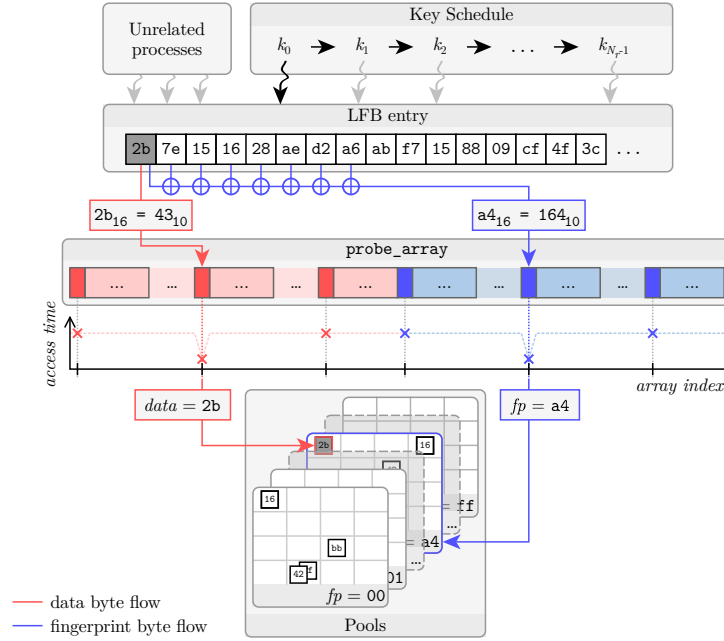 Unrelated
processes
Key Schedule
k₀ k₁ k₂ ... k_{N_r-1}
LFB entry
2b 7e 15 16 28 ae d2 a6 ab f7 15 88 09 cf 4f 3c ...
2b₁₆ = 43₁₀
a4₁₆ = 164₁₀
probe_array
... ... ... ... ... ... ... ... ...
access time
array index
data = 2b
fp = a4
2b 16
= ff
...
= a4
...
16
01
bb
42 f
fp = 00
Pools
data byte flow
fingerprint byte flow